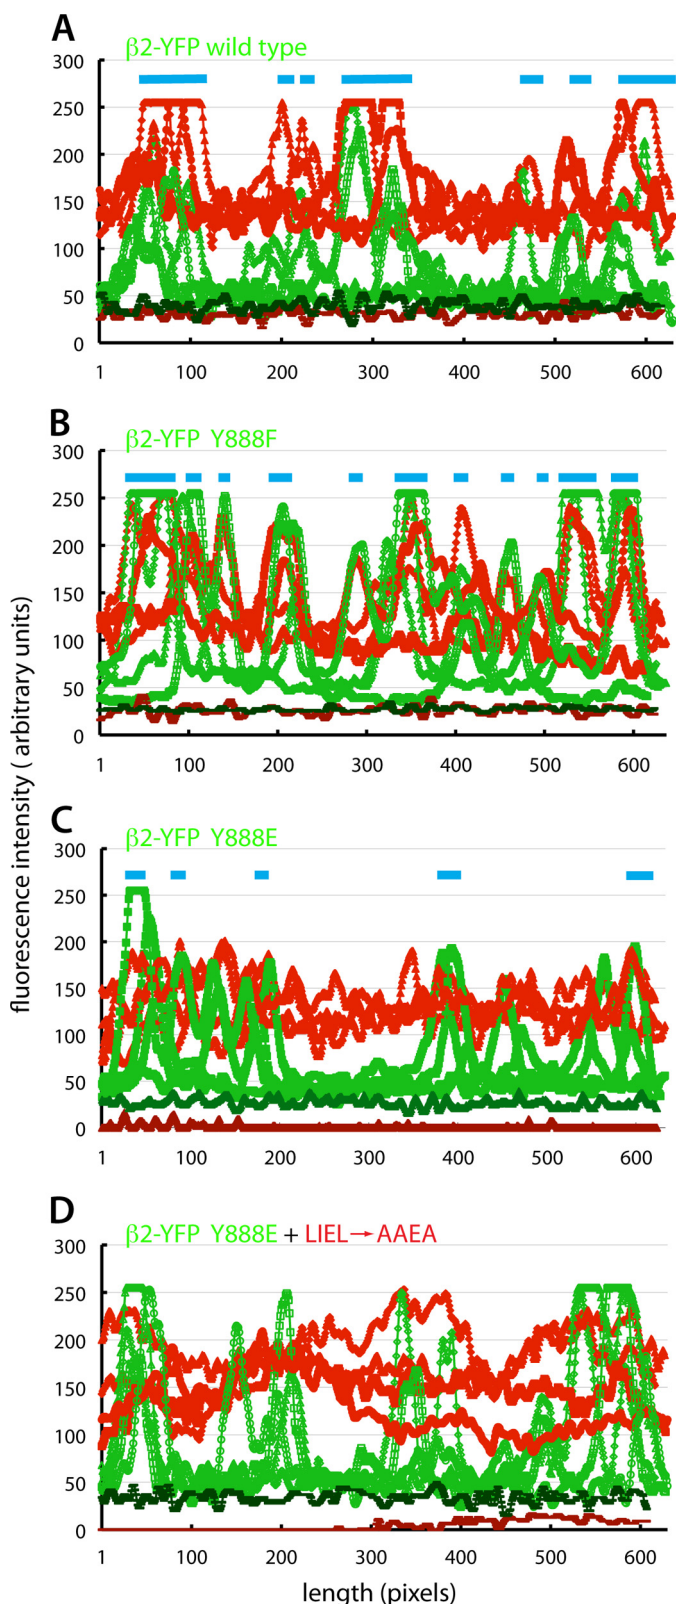 A
β2-YFP wild type
300
250
200
150
100
50
0
1 100 200 300 400 500 600
B
β2-YFP Y888F
300
250
200
150
100
50
0
1 100 200 300 400 500 600
fluorescence intensity ( arbitrary units)
C
β2-YFP Y888E
300
250
200
150
100
50
0
1 100 200 300 400 500 600
D
β2-YFP Y888E + LIEL→AAEA
300
250
200
150
100
50
0
1 100 200 300 400 500 600
length (pixels)